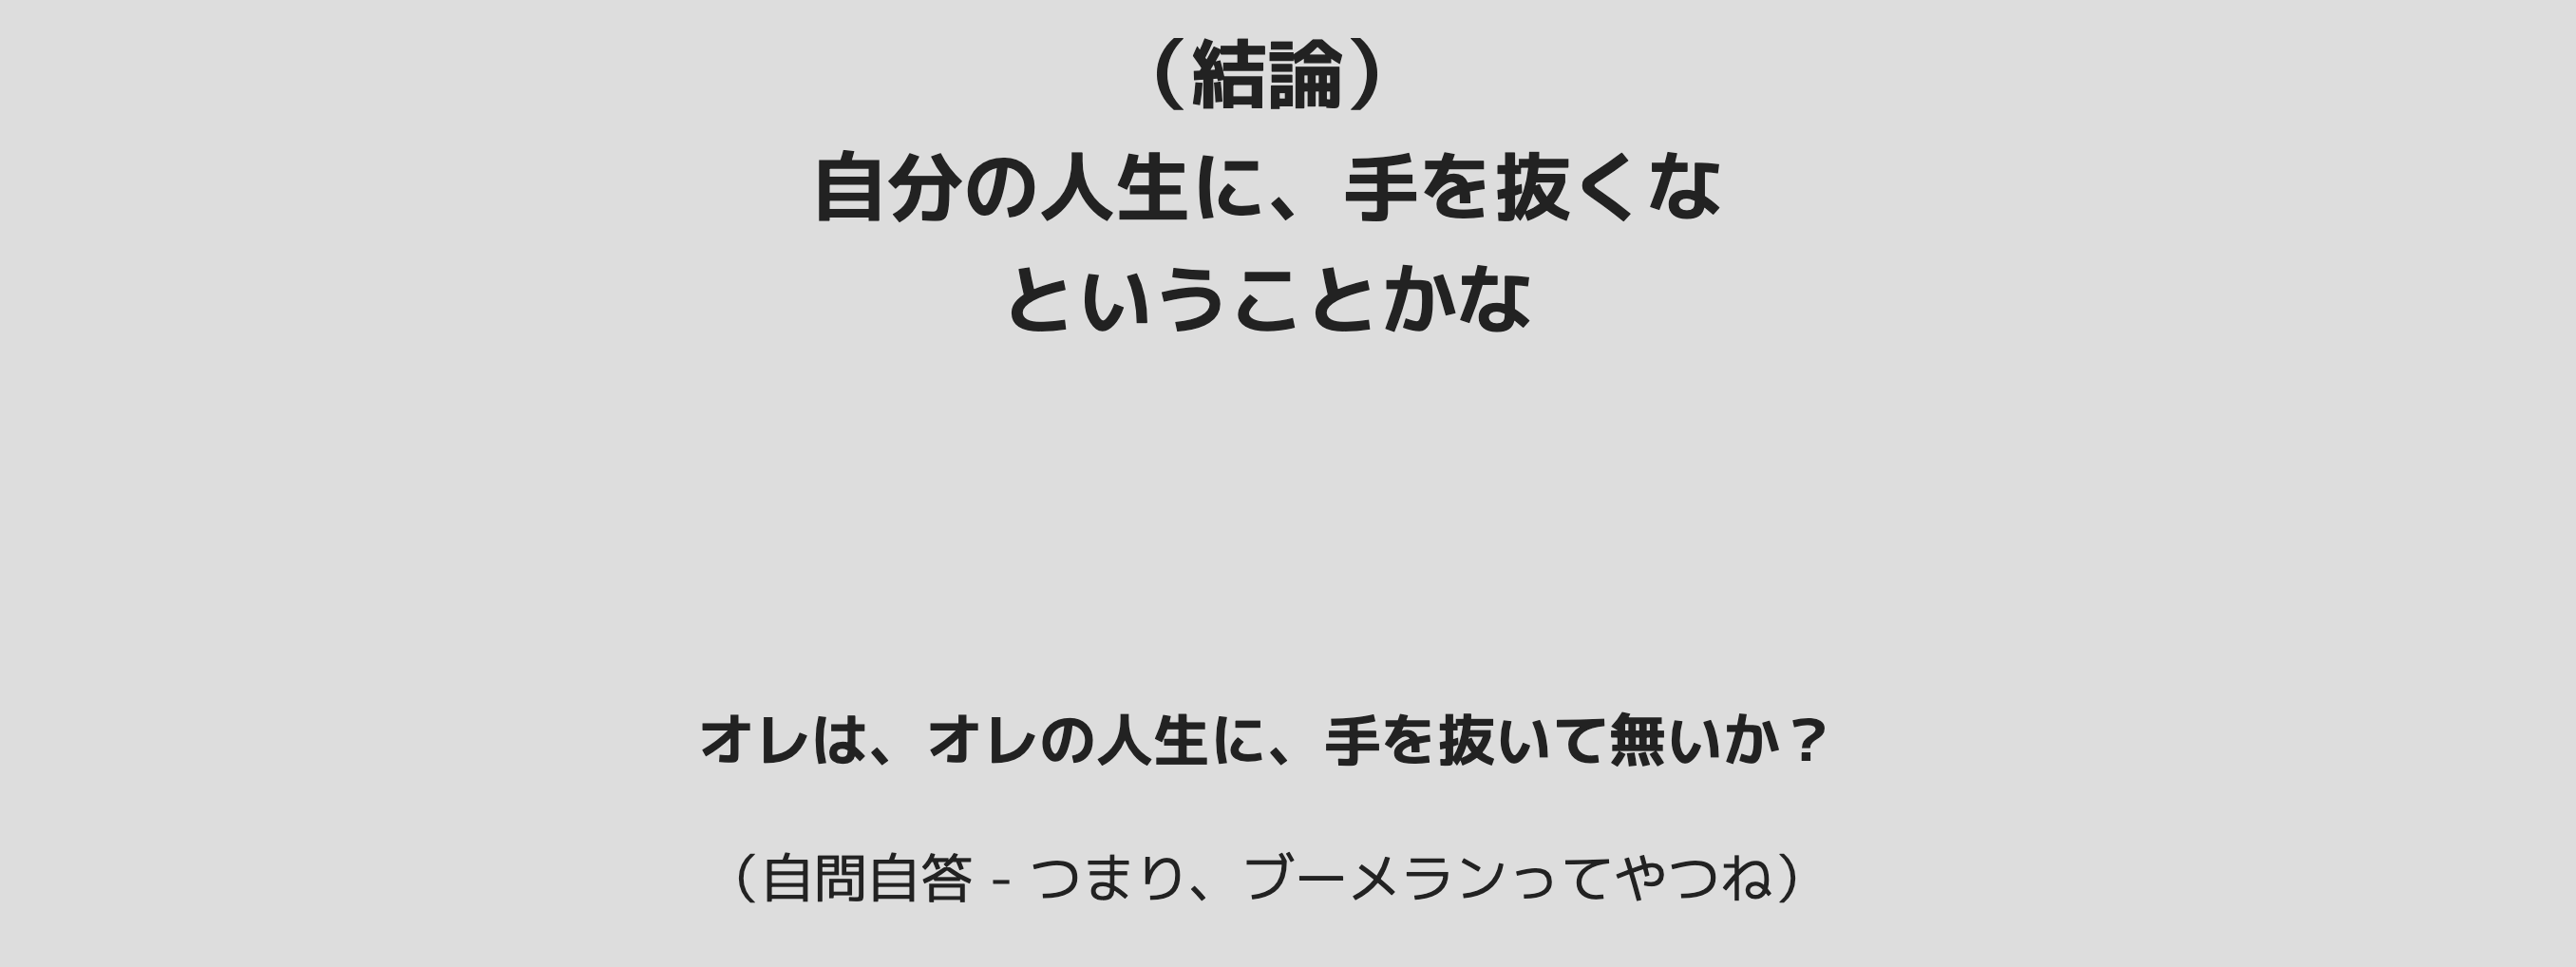 （結論）
自分の人生に、手を抜くな
ということかな
オレは、オレの人生に、手を抜いて無いか？
（自問自答 - つまり、ブーメランってやつね）